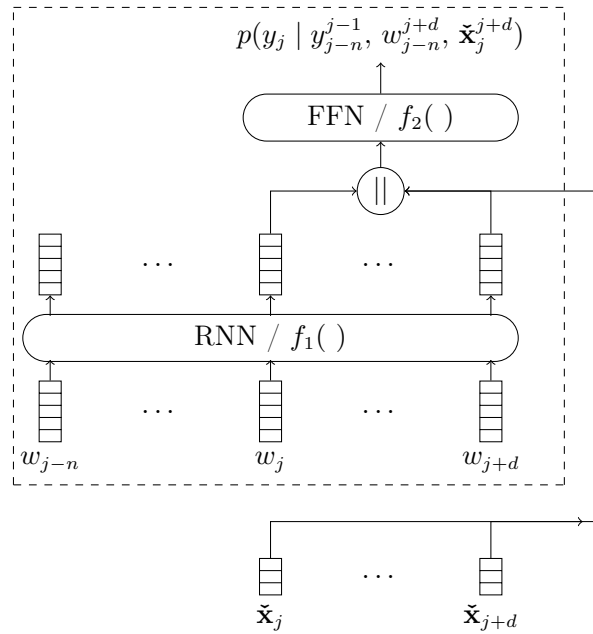 p(y_j | y_{j-n}^{j-1}, w_{j-n}^{j+d}, x̌_j^{j+d})
FFN / f_2( )
||
... ...
RNN / f_1( )
... ...
w_{j-n} w_j w_{j+d}
...
x̌_j x̌_{j+d}